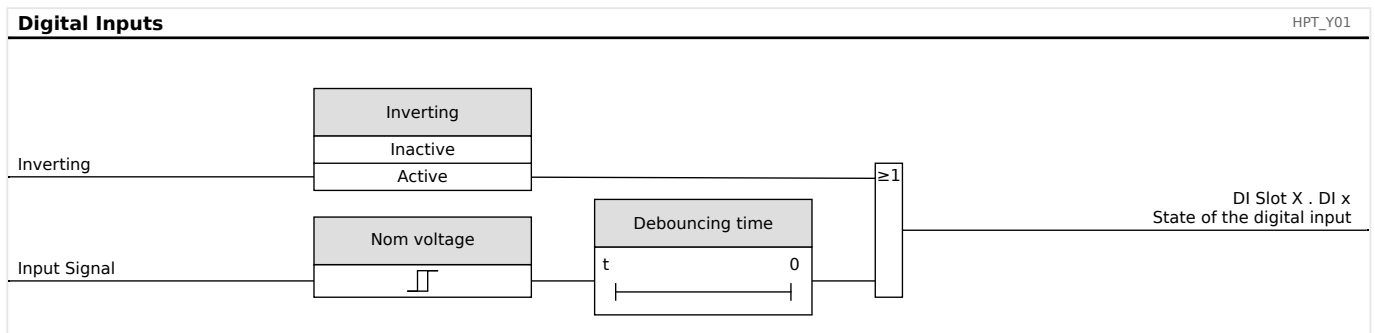 Digital Inputs
HPT_Y01
Inverting
Inactive
Inverting
Active
≥1
DI Slot X . DI x
State of the digital input
Debouncing time
Nom voltage
Input Signal
t
0